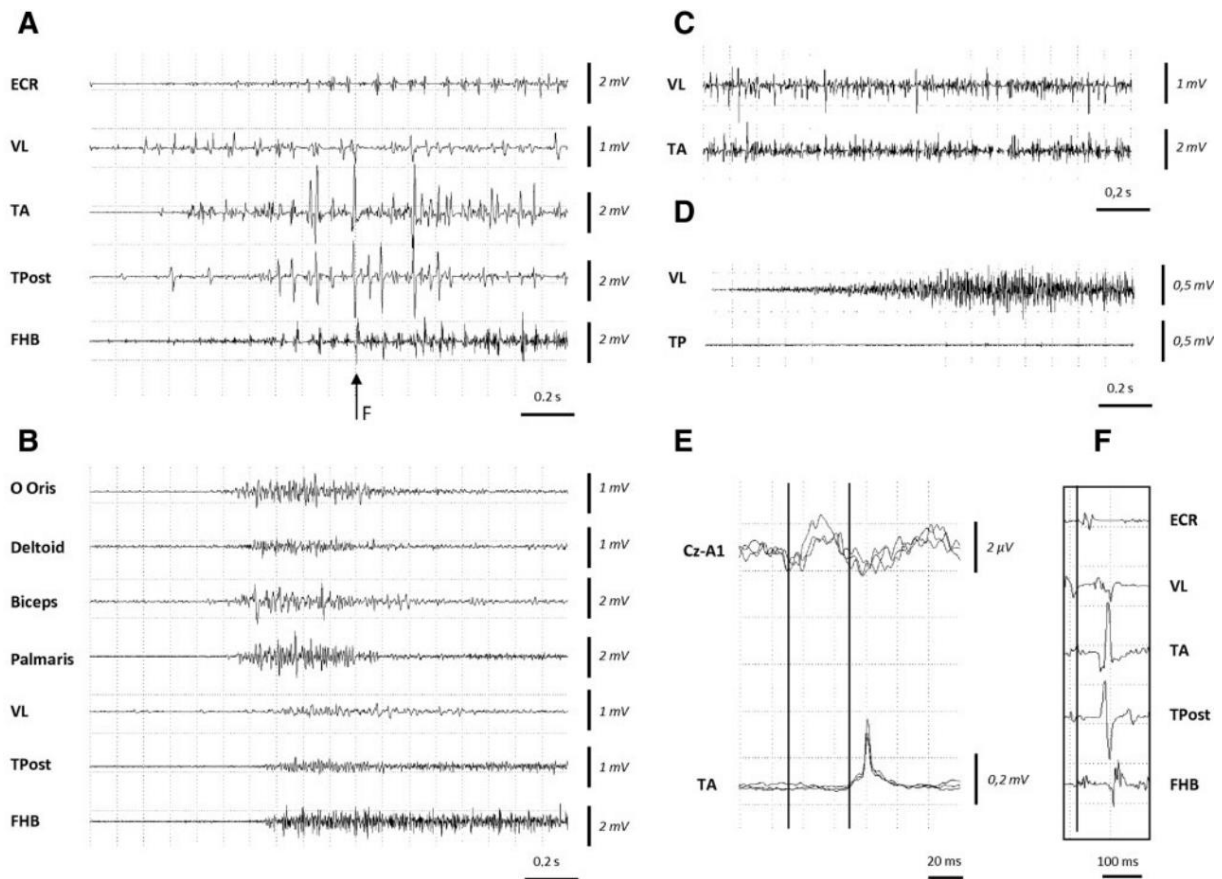 A
ECR
2 mV
VL
1 mV
TA
2 mV
TPost
2 mV
FHB
2 mV
F
0.2 s
B
O Oris
1 mV
Deltoid
1 mV
Biceps
2 mV
Palmaris
2 mV
VL
1 mV
TPost
1 mV
FHB
2 mV
0.2 s
C
VL
1 mV
TA
2 mV
0,2 s
D
VL
0,5 mV
TP
0,5 mV
0.2 s
E
Cz-A1
2 µV
TA
0,2 mV
20 ms
F
ECR
VL
TA
TPost
FHB
100 ms